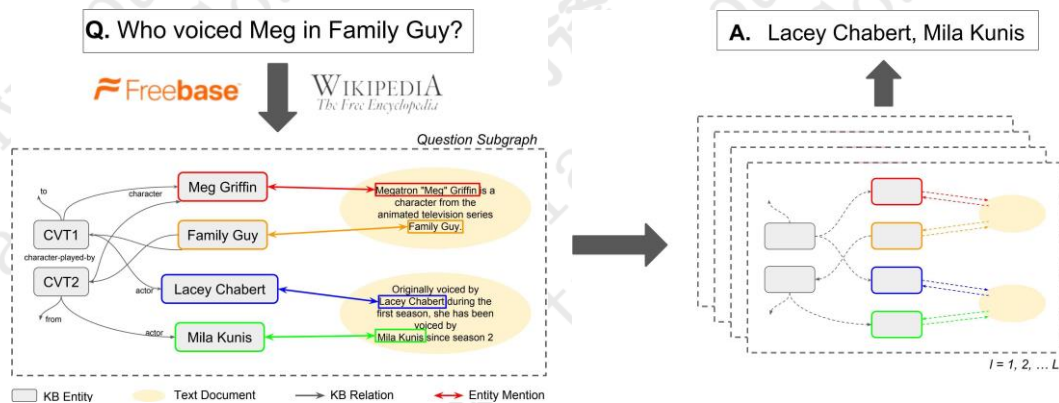 Q. Who voiced Meg in Family Guy?
Freebase
WIKIPEDIA
The Free Encyclopedia
Question Subgraph
to
character
Meg Griffin
CVT1
Family Guy
character-played-by
CVT2
actor
Lacey Chabert
from
actor
Mila Kunis
Megatron "Meg" Griffin is a
character from the
animated television series
Family Guy.
Originally voiced by
Lacey Chabert during the
first season, she has been
voiced by
Mila Kunis since season 2
KB Entity
Text Document
KB Relation
Entity Mention
A. Lacey Chabert, Mila Kunis
l = 1, 2, ... L